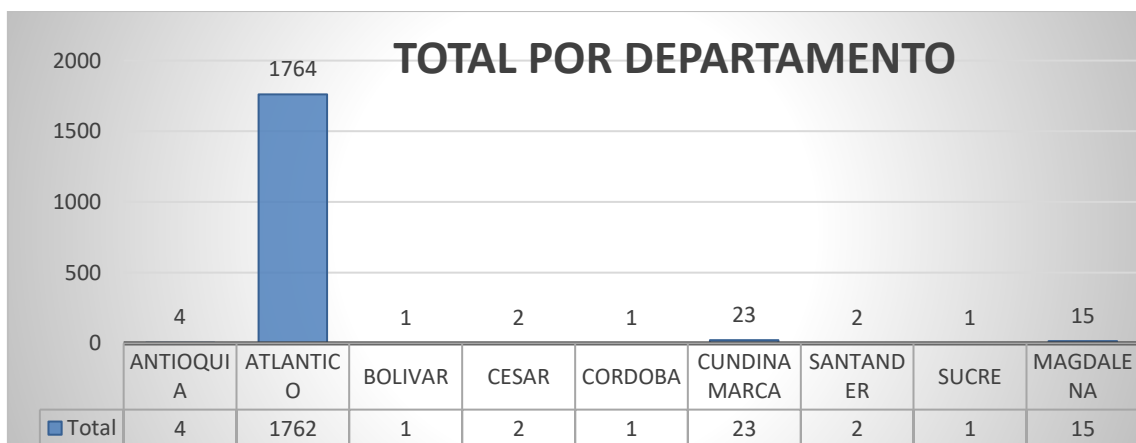 TOTAL POR DEPARTAMENTO
2000
1500
1000
500
0
4 1764 1 2 1 23 2 1 15
ANTIOQUI
A
ATLANTIC
O
BOLIVAR
CESAR
CORDOBA
CUNDINA
MARCA
SANTAND
ER
SUCRE
MAGDALE
NA
Total 4 1762 1 2 1 23 2 1 15